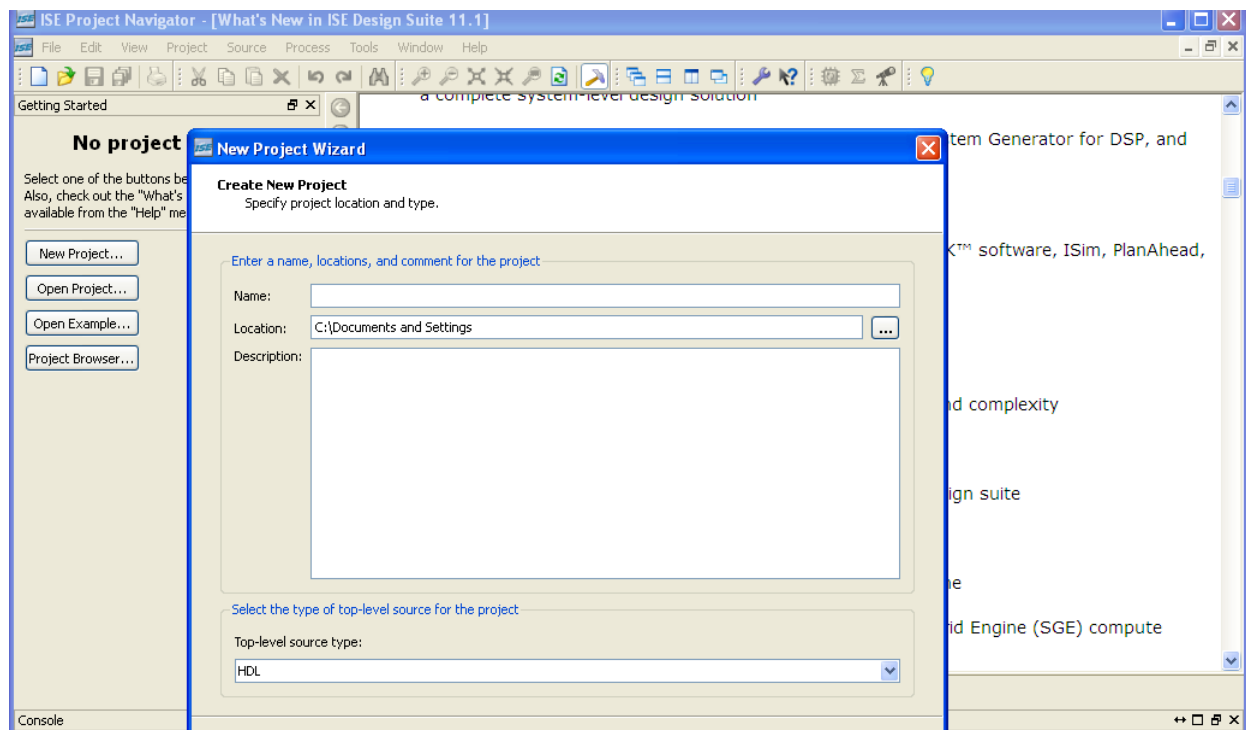 ISE Project Navigator - [What's New in ISE Design Suite 11.1]
File Edit View Project Source Process Tools Window Help
Getting Started
a complete system-level design solution
No project
tem Generator for DSP, and
Select one of the buttons be
Also, check out the "What's
available from the "Help" me
New Project...
Open Project...
Open Example...
Project Browser...
New Project Wizard
Create New Project
Specify project location and type.
Enter a name, locations, and comment for the project
Name:
Location: C:\Documents and Settings ...
Description:
Select the type of top-level source for the project
Top-level source type:
HDL
™ software, ISim, PlanAhead,
nd complexity
ign suite
ne
rid Engine (SGE) compute
Console